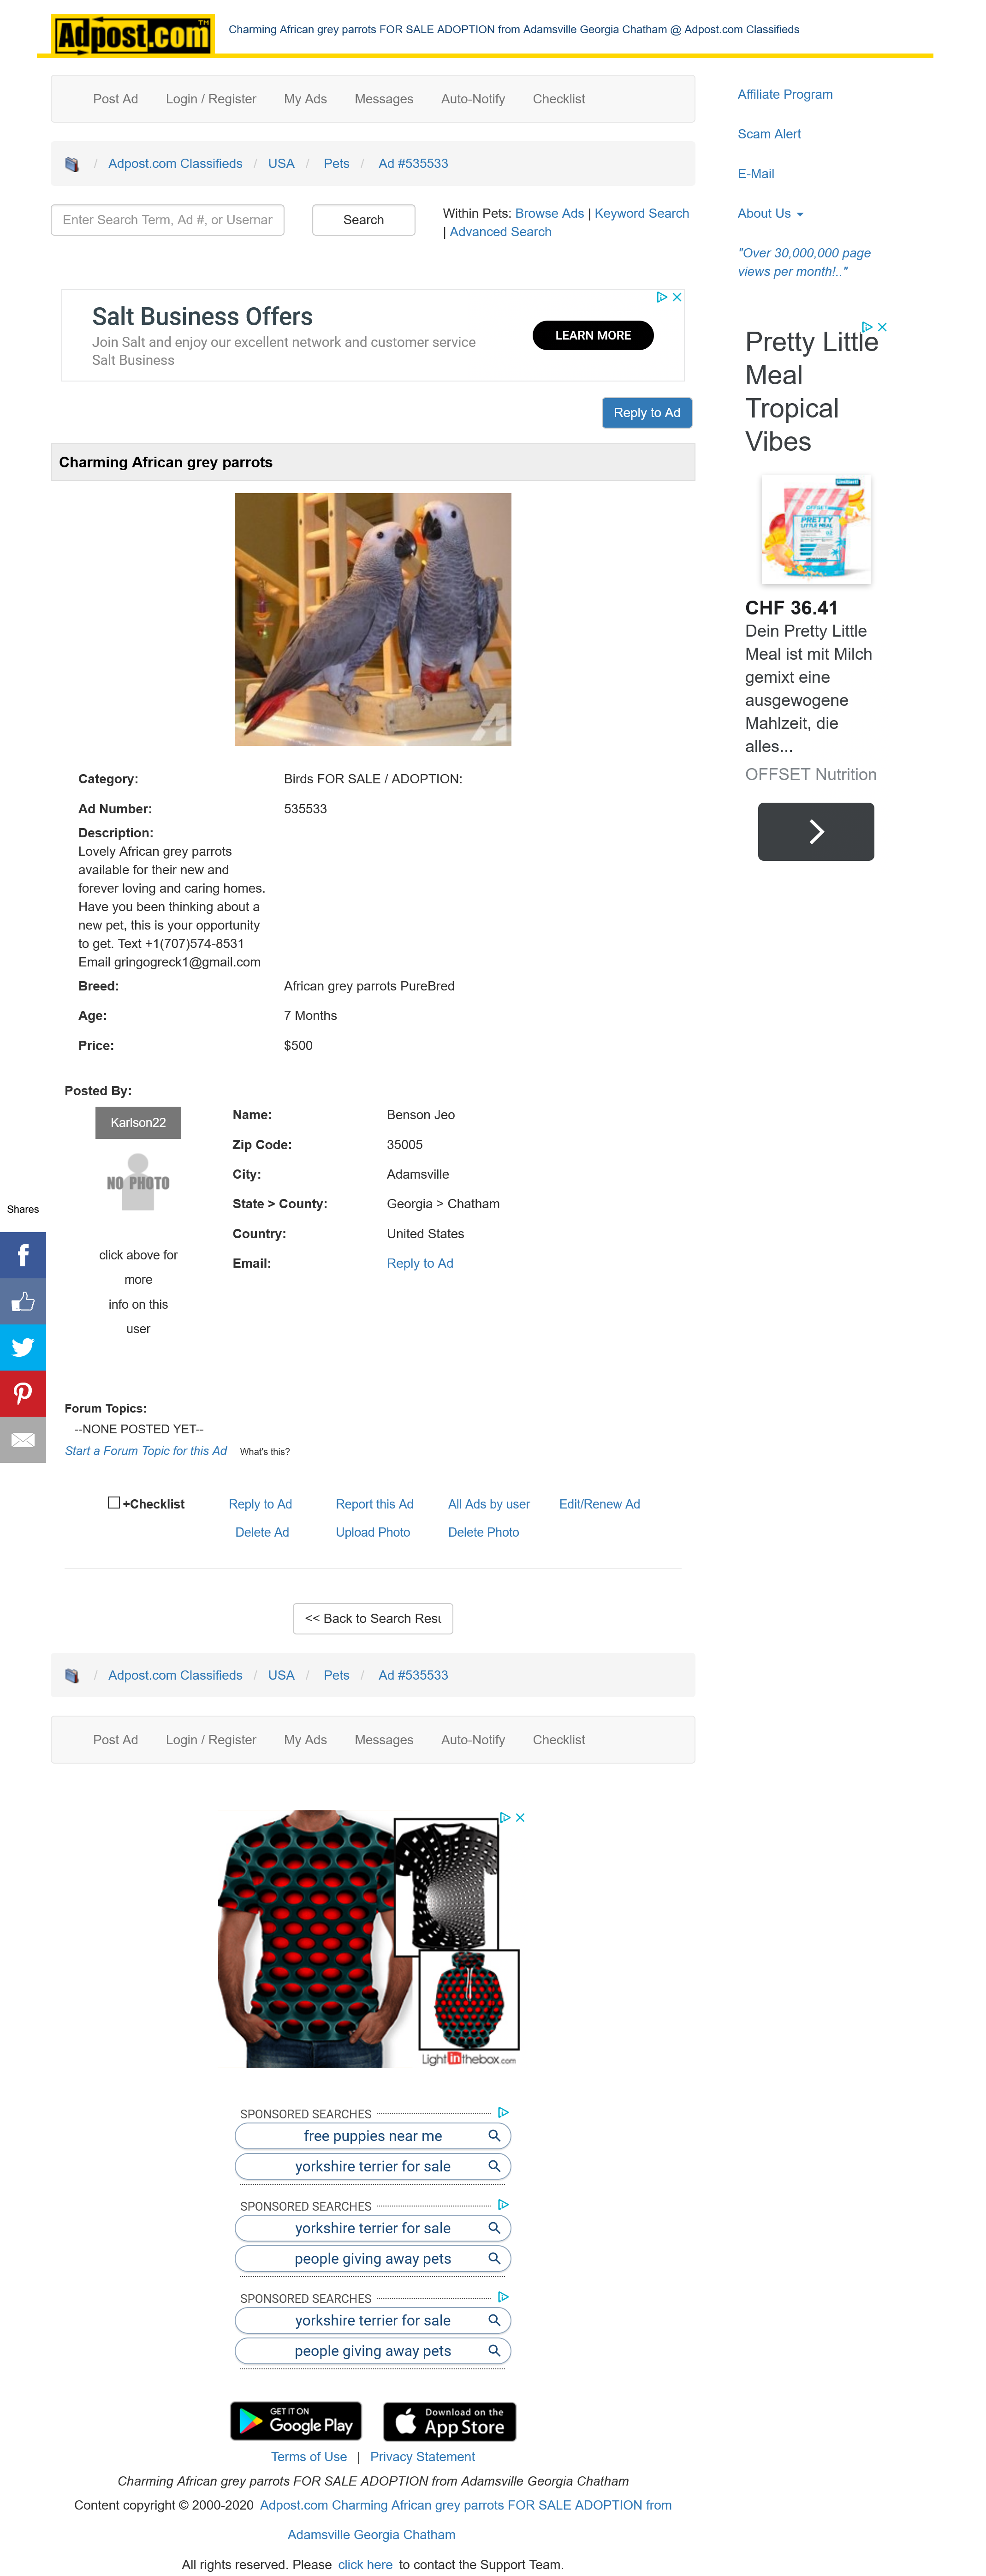 Adpost.com TM
Charming African grey parrots FOR SALE ADOPTION from Adamsville Georgia Chatham @ Adpost.com Classifieds
Post Ad Login / Register My Ads Messages Auto-Notify Checklist
/ Adpost.com Classifieds / USA / Pets / Ad #535533
Enter Search Term, Ad #, or Usernar
Search
Within Pets: Browse Ads | Keyword Search
| Advanced Search
Affiliate Program
Scam Alert
E-Mail
About Us
"Over 30,000,000 page
views per month!.."
Salt Business Offers
Join Salt and enjoy our excellent network and customer service
Salt Business
LEARN MORE
Reply to Ad
Pretty Little
Meal
Tropical
Vibes
OFFSET
PRETTY
LITTLE MEAL
CHF 36.41
Dein Pretty Little
Meal ist mit Milch
gemixt eine
ausgewogene
Mahlzeit, die
alles...
OFFSET Nutrition
Charming African grey parrots
Category: Birds FOR SALE / ADOPTION:
Ad Number: 535533
Description:
Lovely African grey parrots
available for their new and
forever loving and caring homes.
Have you been thinking about a
new pet, this is your opportunity
to get. Text +1(707)574-8531
Email gringogreck1@gmail.com
Breed: African grey parrots PureBred
Age: 7 Months
Price: $500
Posted By:
Karlson22
NO PHOTO
click above for
more
info on this
user
Name: Benson Jeo
Zip Code: 35005
City: Adamsville
State > County: Georgia > Chatham
Country: United States
Email: Reply to Ad
Shares
Forum Topics:
--NONE POSTED YET--
Start a Forum Topic for this Ad What's this?
+Checklist Reply to Ad Report this Ad All Ads by user Edit/Renew Ad
Delete Ad Upload Photo Delete Photo
<< Back to Search Resu
/ Adpost.com Classifieds / USA / Pets / Ad #535533
Post Ad Login / Register My Ads Messages Auto-Notify Checklist
Lightinthebox.com
SPONSORED SEARCHES
free puppies near me
yorkshire terrier for sale
SPONSORED SEARCHES
yorkshire terrier for sale
people giving away pets
SPONSORED SEARCHES
yorkshire terrier for sale
people giving away pets
GET IT ON
Google Play
Download on the
App Store
Terms of Use | Privacy Statement
Charming African grey parrots FOR SALE ADOPTION from Adamsville Georgia Chatham
Content copyright © 2000-2020 Adpost.com Charming African grey parrots FOR SALE ADOPTION from
Adamsville Georgia Chatham
All rights reserved. Please click here to contact the Support Team.